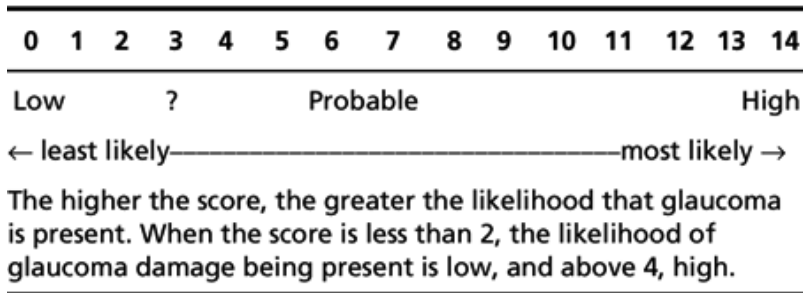 0 1 2 3 4 5 6 7 8 9 10 11 12 13 14
Low ? Probable High
← least likely——————————————most likely →
The higher the score, the greater the likelihood that glaucoma
is present. When the score is less than 2, the likelihood of
glaucoma damage being present is low, and above 4, high.